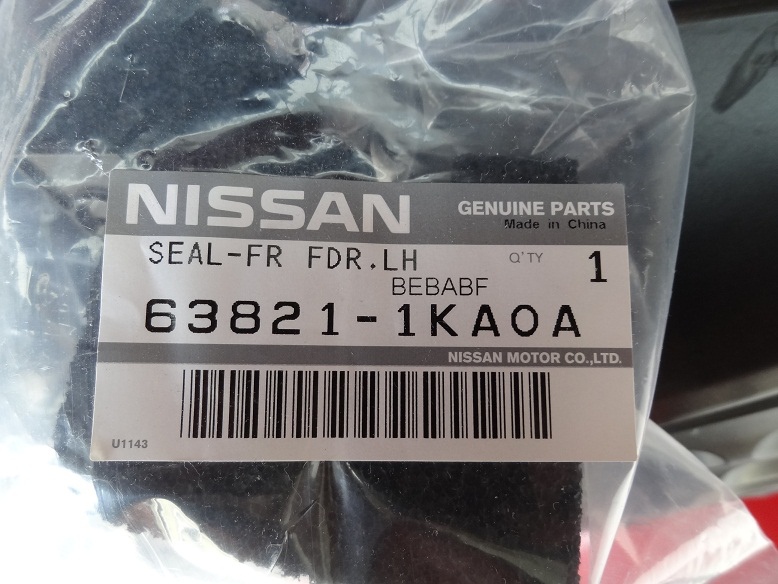 NISSAN GENUINE PARTS
Made in China
SEAL-FR FDR.LH Q'TY 1
BEBABF
63821-1KA0A
NISSAN MOTOR CO.,LTD.
U1143